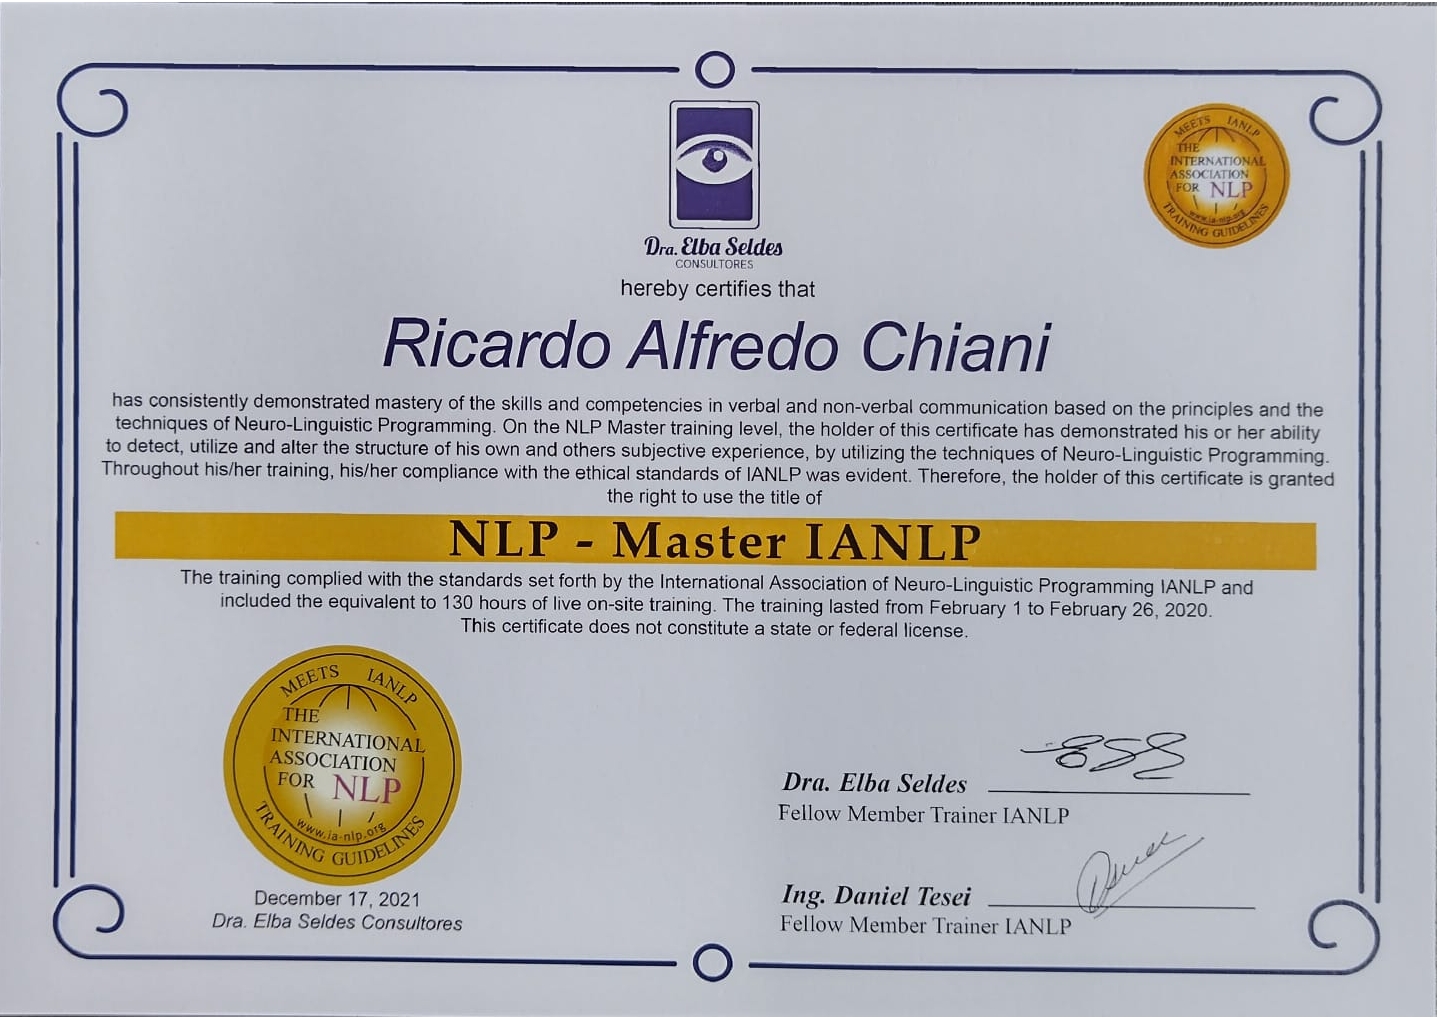 MEETS IANLP
THE
INTERNATIONAL
ASSOCIATION
FOR NLP
www.ia-nlp.org
TRAINING GUIDELINES
Dra. Elba Seldes
CONSULTORES
hereby certifies that
Ricardo Alfredo Chiani
has consistently demonstrated mastery of the skills and competencies in verbal and non-verbal communication based on the principles and the
techniques of Neuro-Linguistic Programming. On the NLP Master training level, the holder of this certificate has demonstrated his or her ability
to detect, utilize and alter the structure of his own and others subjective experience, by utilizing the techniques of Neuro-Linguistic Programming.
Throughout his/her training, his/her compliance with the ethical standards of IANLP was evident. Therefore, the holder of this certificate is granted
the right to use the title of
NLP - Master IANLP
The training complied with the standards set forth by the International Association of Neuro-Linguistic Programming IANLP and
included the equivalent to 130 hours of live on-site training. The training lasted from February 1 to February 26, 2020.
This certificate does not constitute a state or federal license.
MEETS IANLP
THE
INTERNATIONAL
ASSOCIATION
FOR NLP
www.ia-nlp.org
TRAINING GUIDELINES
December 17, 2021
Dra. Elba Seldes Consultores
Dra. Elba Seldes
Fellow Member Trainer IANLP
Ing. Daniel Tesei
Fellow Member Trainer IANLP